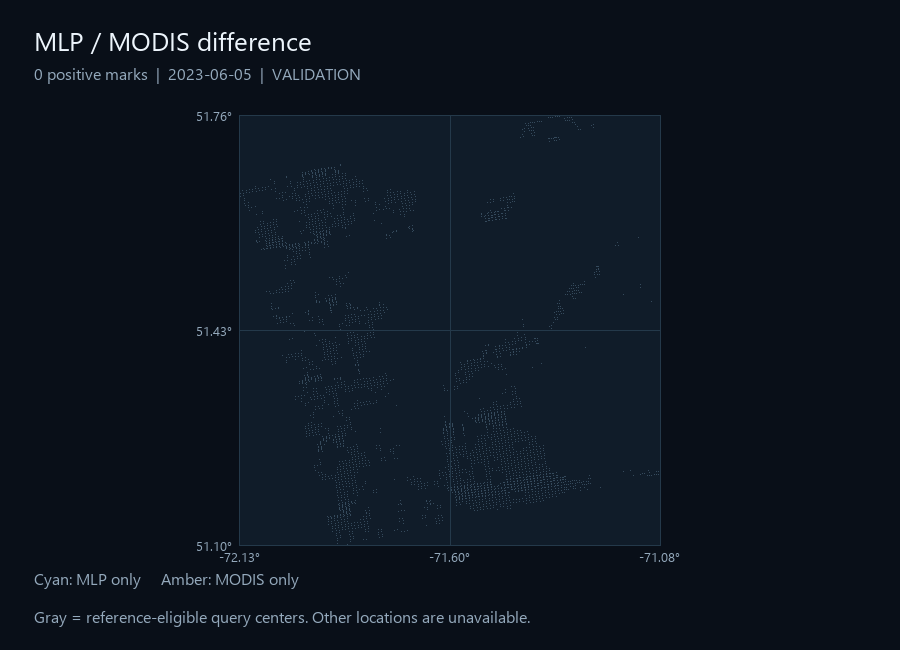 MLP / MODIS difference
0 positive marks | 2023-06-05 | VALIDATION
51.76°
51.43°
51.10°
-72.13° -71.60° -71.08°
Cyan: MLP only Amber: MODIS only
Gray = reference-eligible query centers. Other locations are unavailable.